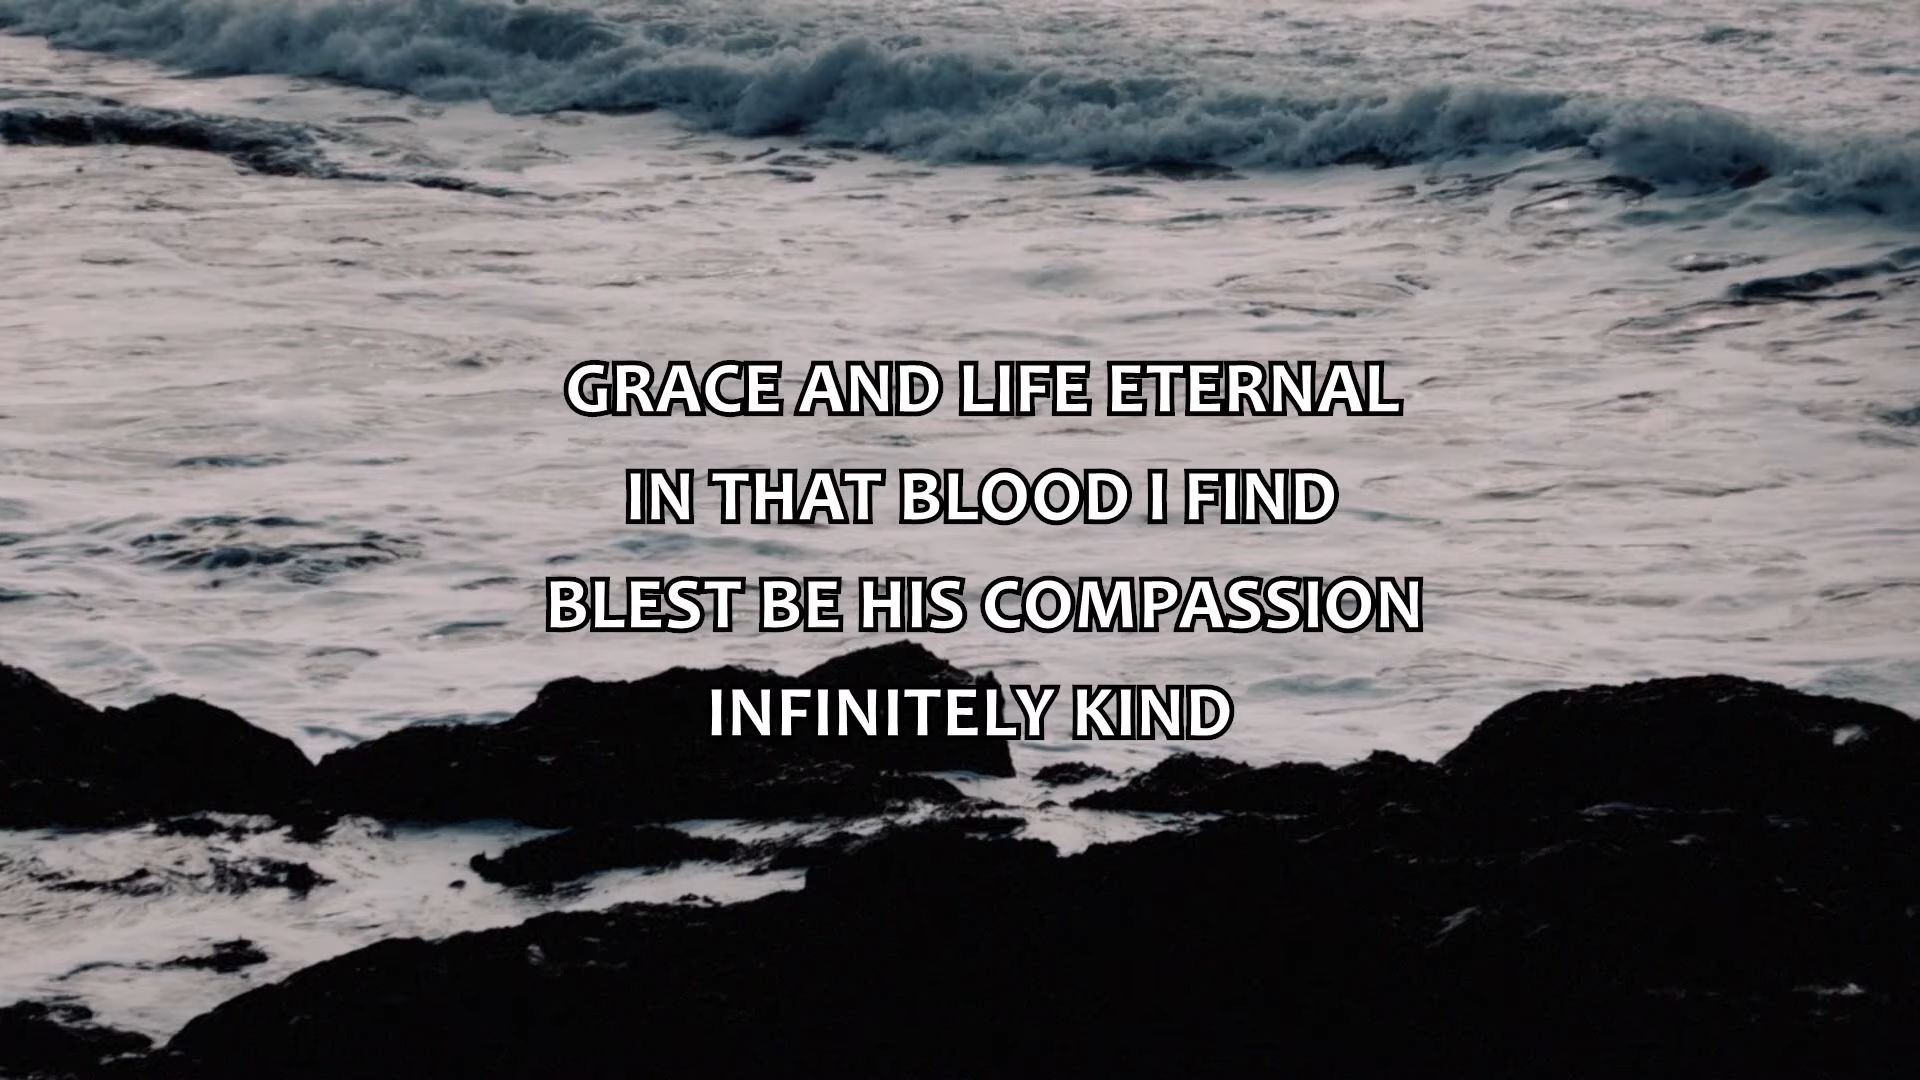 GRACE AND LIFE ETERNAL
IN THAT BLOOD I FIND
BLEST BE HIS COMPASSION
INFINITELY KIND